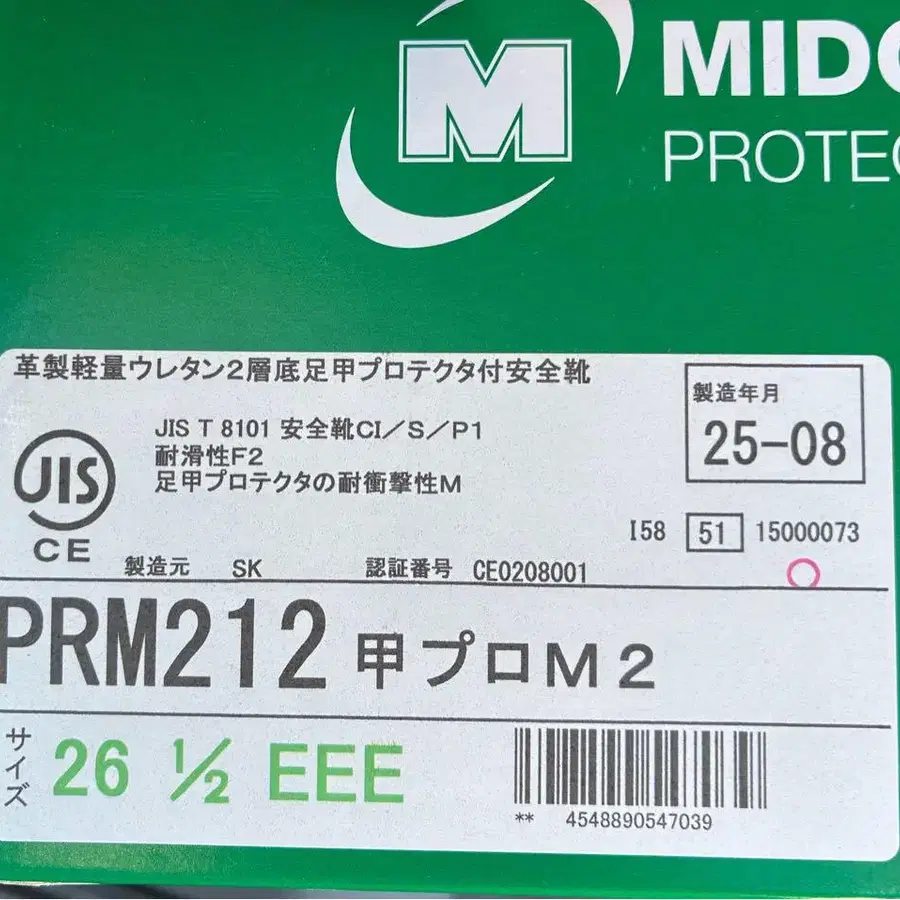 M
MIDO
PROTEC
革製軽量ウレタン2層底足甲プロテクタ付安全靴
製造年月
25-08
JIS T 8101 安全靴CI/S/P1
耐滑性F2
足甲プロテクタの耐衝撃性M
JIS
CE
I58 51 15000073
製造元 SK 認証番号 CE0208001
PRM212 甲プロM2
サイズ 26 ½ EEE
** 4548890547039